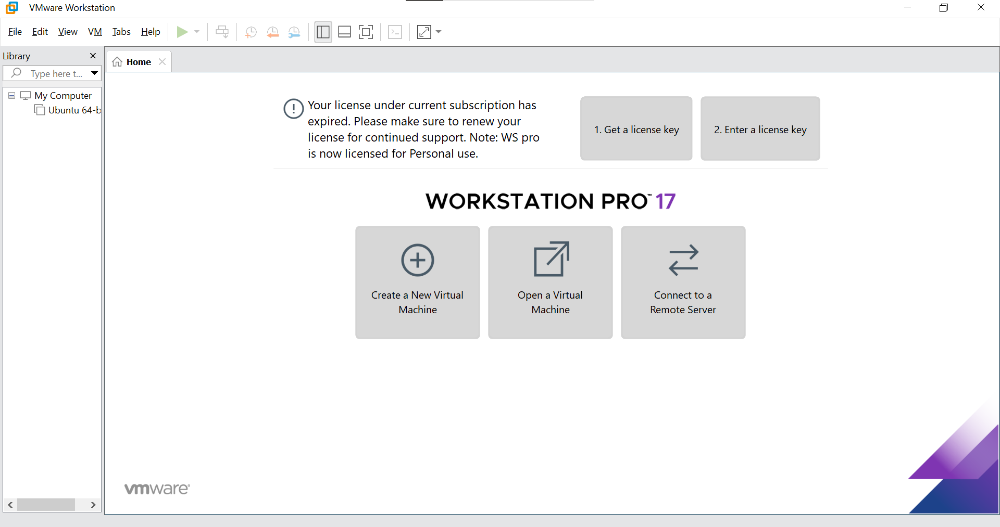 VMware Workstation
File Edit View VM Tabs Help
Library
Type here t...
My Computer
Ubuntu 64-b
Home
Your license under current subscription has
expired. Please make sure to renew your
license for continued support. Note: WS pro
is now licensed for Personal use.
1. Get a license key
2. Enter a license key
WORKSTATION PRO™ 17
Create a New Virtual
Machine
Open a Virtual
Machine
Connect to a
Remote Server
vmware®